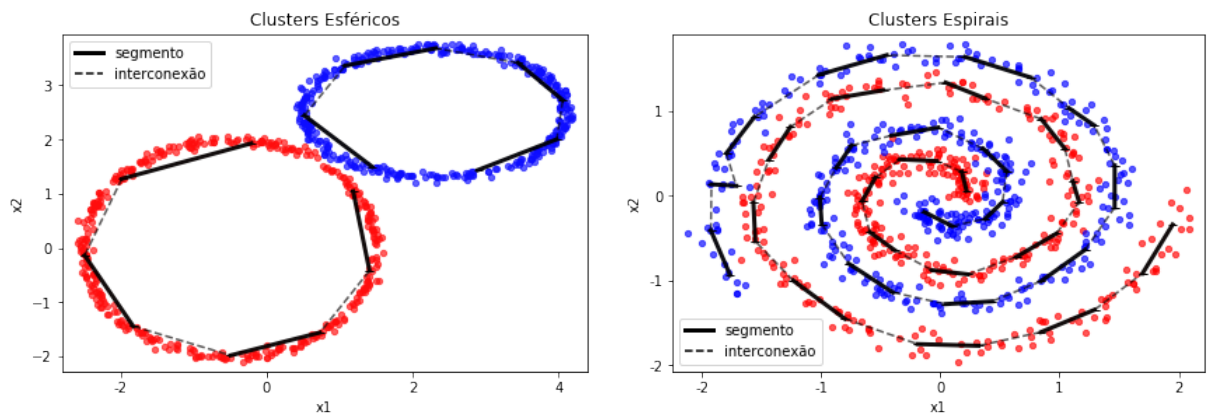 Clusters Esféricos
segmento
interconexão
x2
3
2
1
0
−1
−2
−2
0
2
4
x1
Clusters Espirais
segmento
interconexão
x2
1
0
−1
−2
−2
−1
0
1
2
x1